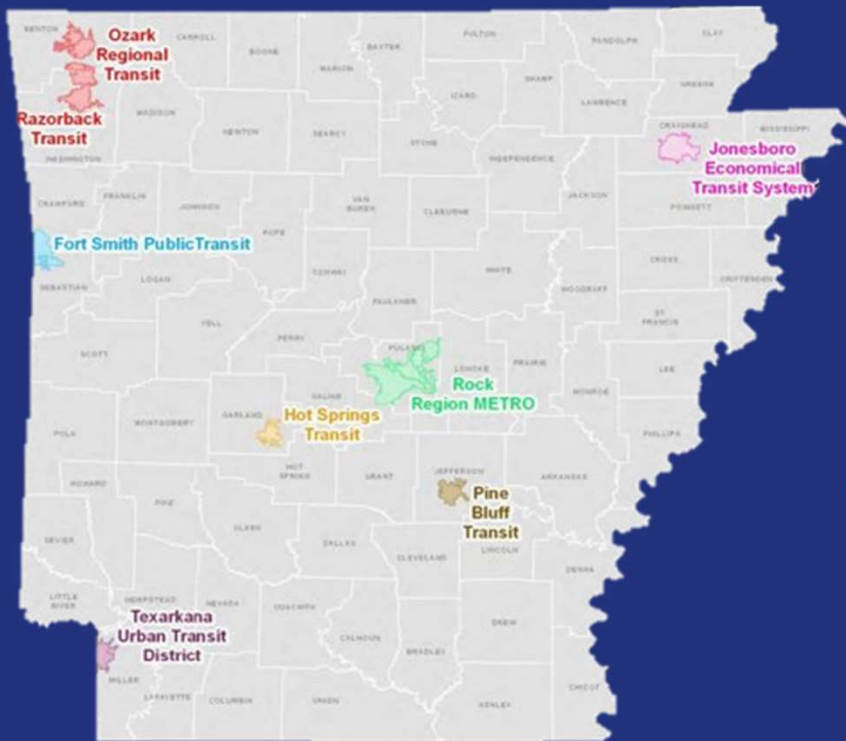 BENTON
CARROLL
BOONE
BAXTER
FULTON
RANDOLPH
CLAY
Ozark
Regional
Transit
MARION
SHARP
GREENE
IZARD
LAWRENCE
Razorback
Transit
MADISON
NEWTON
SEARCY
STONE
INDEPENDENCE
CRAIGHEAD
MISSISSIPPI
Jonesboro
Economical
Transit System
WASHINGTON
CRAWFORD
FRANKLIN
JOHNSON
VAN
BUREN
CLEBURNE
JACKSON
POINSETT
POPE
Fort Smith PublicTransit
SEBASTIAN
LOGAN
CONWAY
WHITE
WOODRUFF
CROSS
CRITTENDEN
FAULKNER
ST
FRANCIS
YELL
PERRY
SCOTT
PULASKI
LONOKE
PRAIRIE
LEE
MONROE
Rock
Region METRO
SALINE
GARLAND
Hot Springs
Transit
POLK
MONTGOMERY
PHILLIPS
HOT
SPRING
GRANT
JEFFERSON
ARKANSAS
Pine
Bluff
Transit
HOWARD
PIKE
CLARK
DALLAS
CLEVELAND
LINCOLN
SEVIER
DESHA
LITTLE
RIVER
HEMPSTEAD
NEVADA
OUACHITA
Texarkana
Urban Transit
District
CALHOUN
BRADLEY
DREW
MILLER
LAFAYETTE
COLUMBIA
UNION
ASHLEY
CHICOT